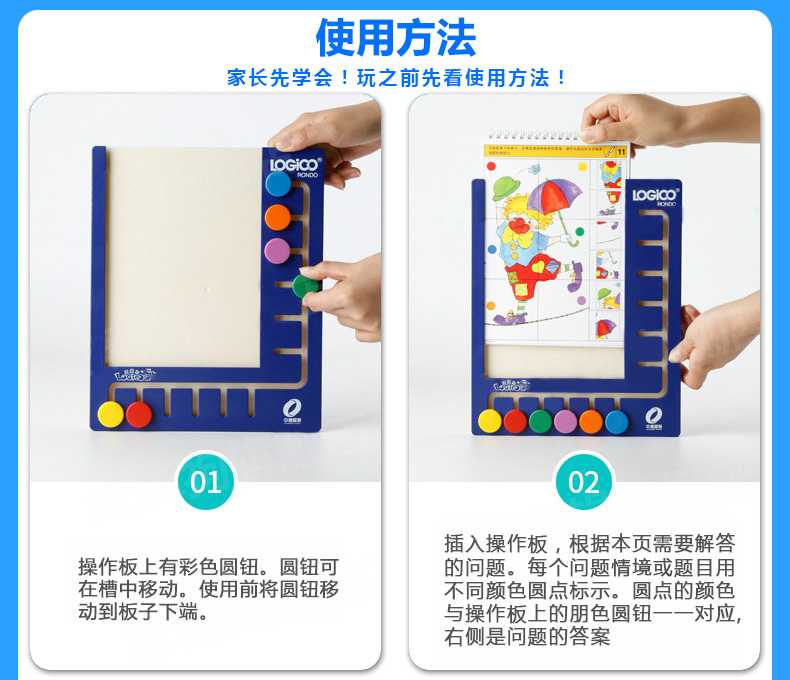 使用方法
家长先学会！玩之前先看使用方法！
LOGICO
RONDO
11
LOGICO
RONDO
01
02
操作板上有彩色圆钮。圆钮可
在槽中移动。使用前将圆钮移
动到板子下端。
插入操作板，根据本页需要解答
的问题。每个问题情境或题目用
不同颜色圆点标示。圆点的颜色
与操作板上的朋色圆钮一一对应,
右侧是问题的答案